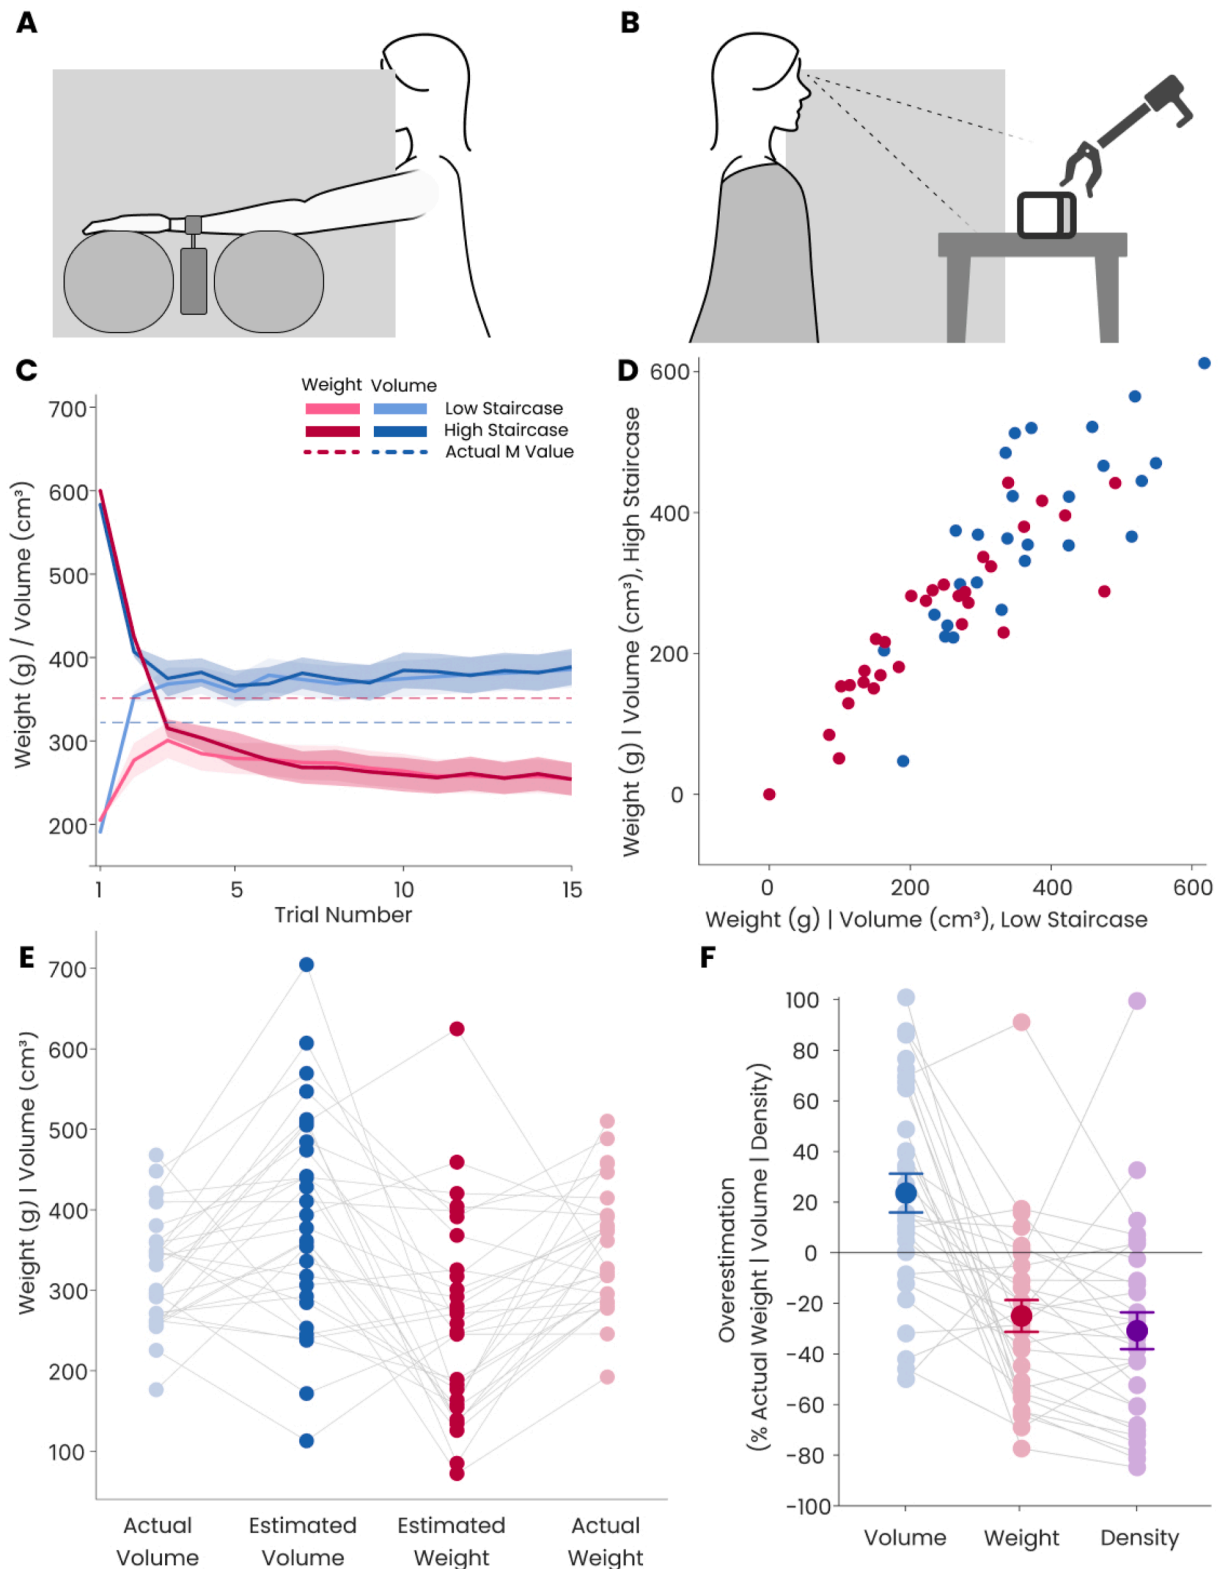 A
B
C
Weight Volume
Low Staircase
High Staircase
Actual M Value
700
600
500
400
300
200
Weight (g) / Volume (cm³)
1
5
10
15
Trial Number
D
600
400
200
0
Weight (g) | Volume (cm³), High Staircase
0
200
400
600
Weight (g) | Volume (cm³), Low Staircase
E
700
600
500
400
300
200
100
Weight (g) | Volume (cm³)
Actual
Volume
Estimated
Volume
Estimated
Weight
Actual
Weight
F
100
80
60
40
20
0
-20
-40
-60
-80
-100
Overestimation
(% Actual Weight | Volume | Density)
Volume
Weight
Density